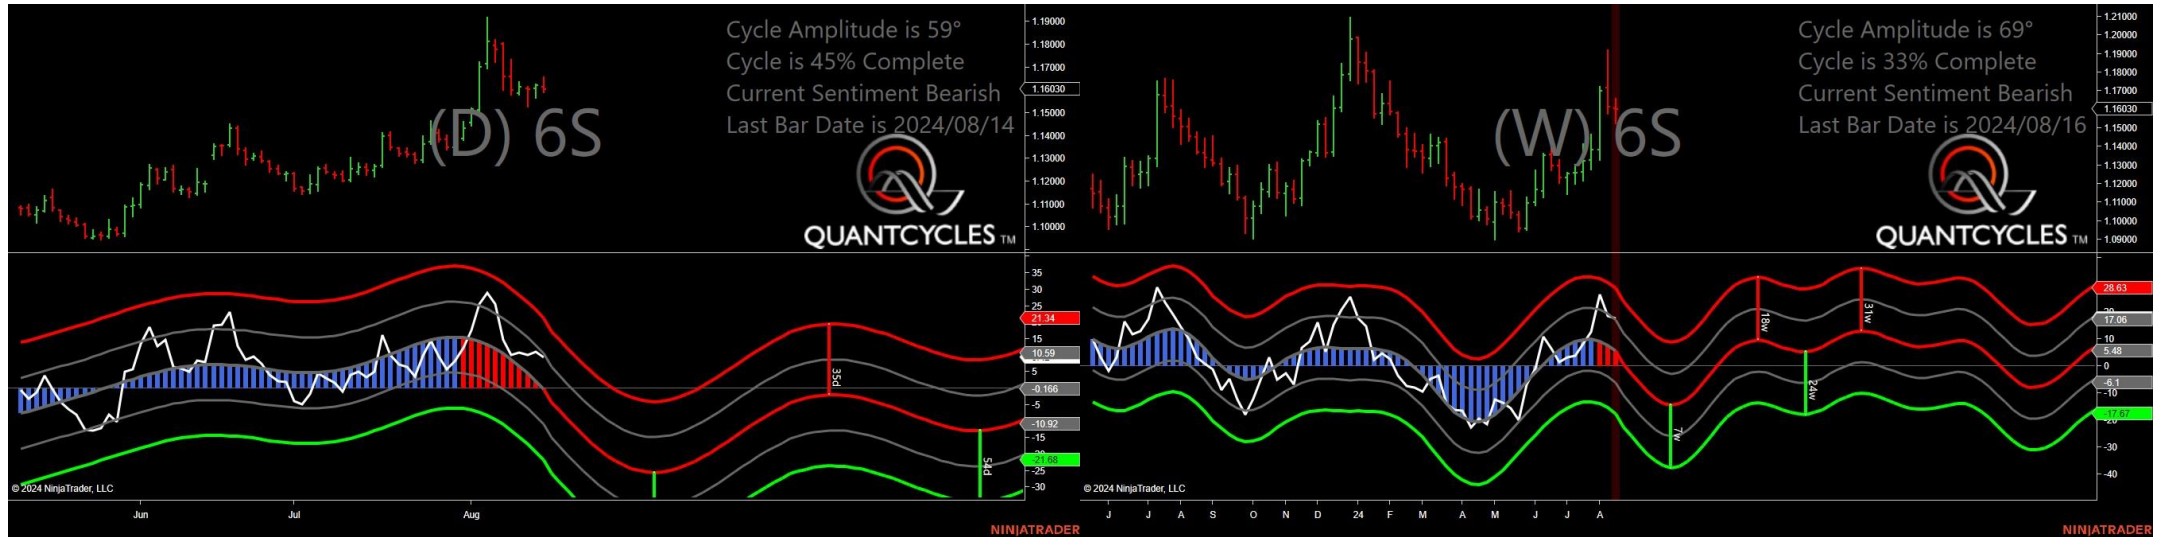 Cycle Amplitude is 59°
Cycle is 45% Complete
Current Sentiment Bearish
Last Bar Date is 2024/08/14
(D) 6S
QUANTCYCLES TM
1.19000
1.18000
1.17000
1.16030
1.15000
1.14000
1.13000
1.12000
1.11000
1.10000
35
30
25
21.34
15
10.59
5
-0.166
-5
-10.92
-15
-21.68
-25
-30
35d
54d
© 2024 NinjaTrader, LLC
Jun Jul Aug
NINJATRADER
Cycle Amplitude is 69°
Cycle is 33% Complete
Current Sentiment Bearish
Last Bar Date is 2024/08/16
(W) 6S
QUANTCYCLES TM
1.21000
1.20000
1.19000
1.18000
1.17000
1.16030
1.15000
1.14000
1.13000
1.12000
1.11000
1.10000
1.09000
28.63
17.06
10
5.48
0
-6.1
-10
-17.67
-30
-40
7w
18w
24w
31w
© 2024 NinjaTrader, LLC
J J A S O N D 24 F M A M J J A
NINJATRADER